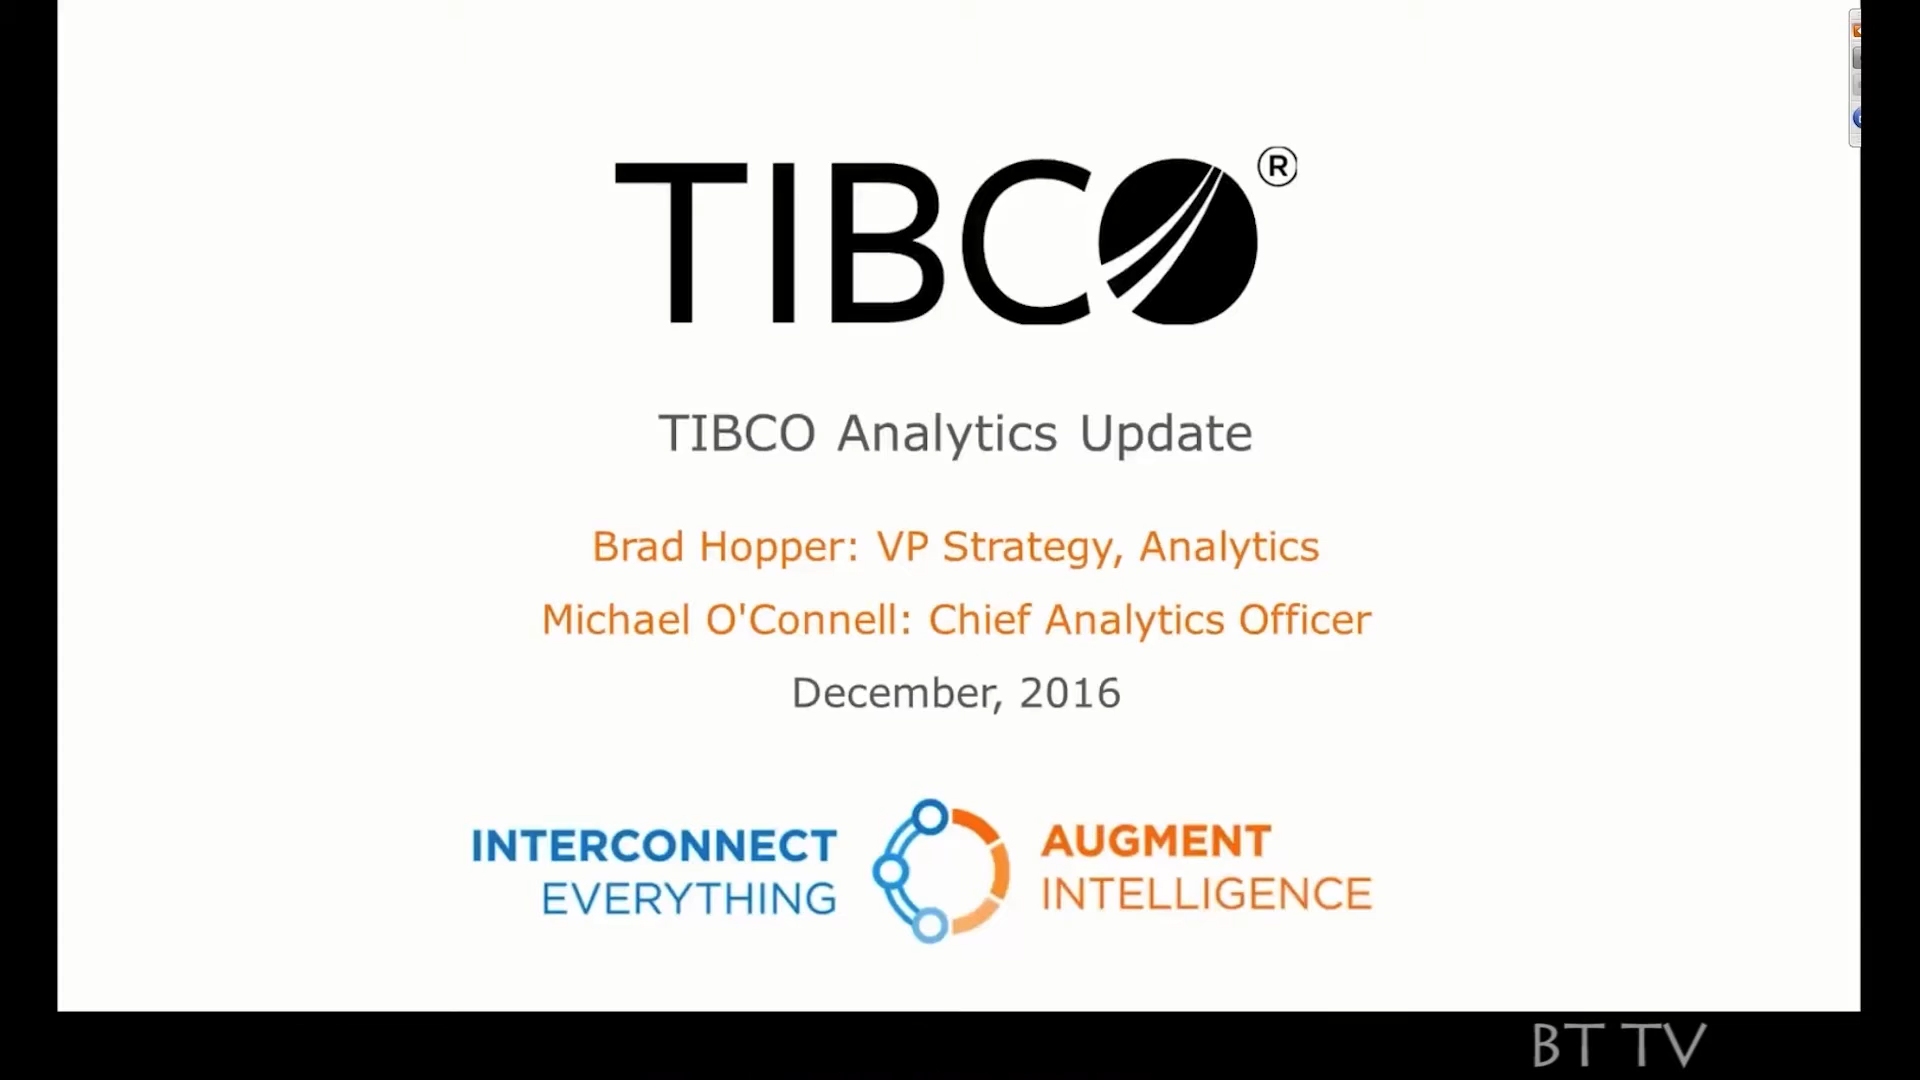 TIBCO®
TIBCO Analytics Update
Brad Hopper: VP Strategy, Analytics
Michael O'Connell: Chief Analytics Officer
December, 2016
INTERCONNECT
EVERYTHING
AUGMENT
INTELLIGENCE
BT TV